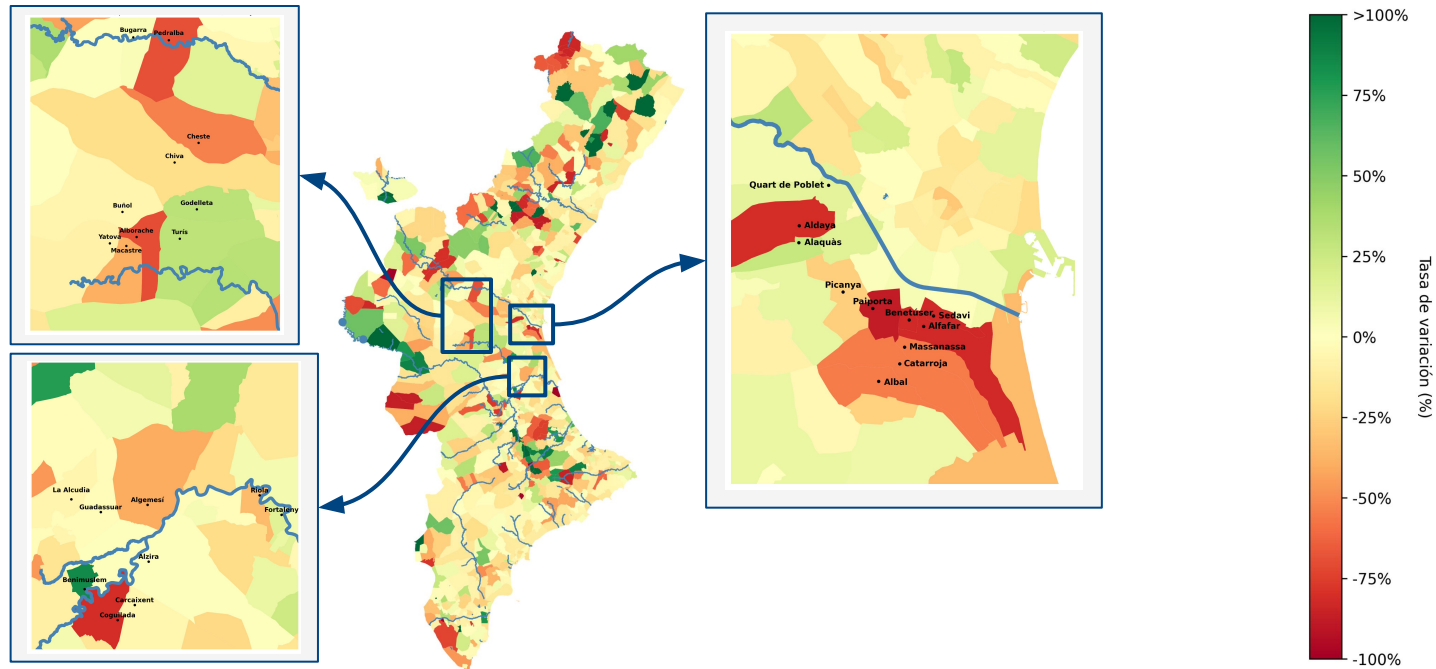 Bugarra
Pedralba
Cheste
Chiva
Buñol
Godelleta
Alborache
Yatova
Turís
Macastre
La Alcudia
Guadassuar
Algemesí
Riola
Fortaleny
Alzira
Benimuslem
Carcaixent
Cogullada
Quart de Poblet
Aldaya
Alaquàs
Picanya
Paiporta
Benetuser
Sedaví
Alfafar
Massanassa
Catarroja
Albal
>100%
75%
50%
25%
0%
-25%
-50%
-75%
-100%
Tasa de variación (%)